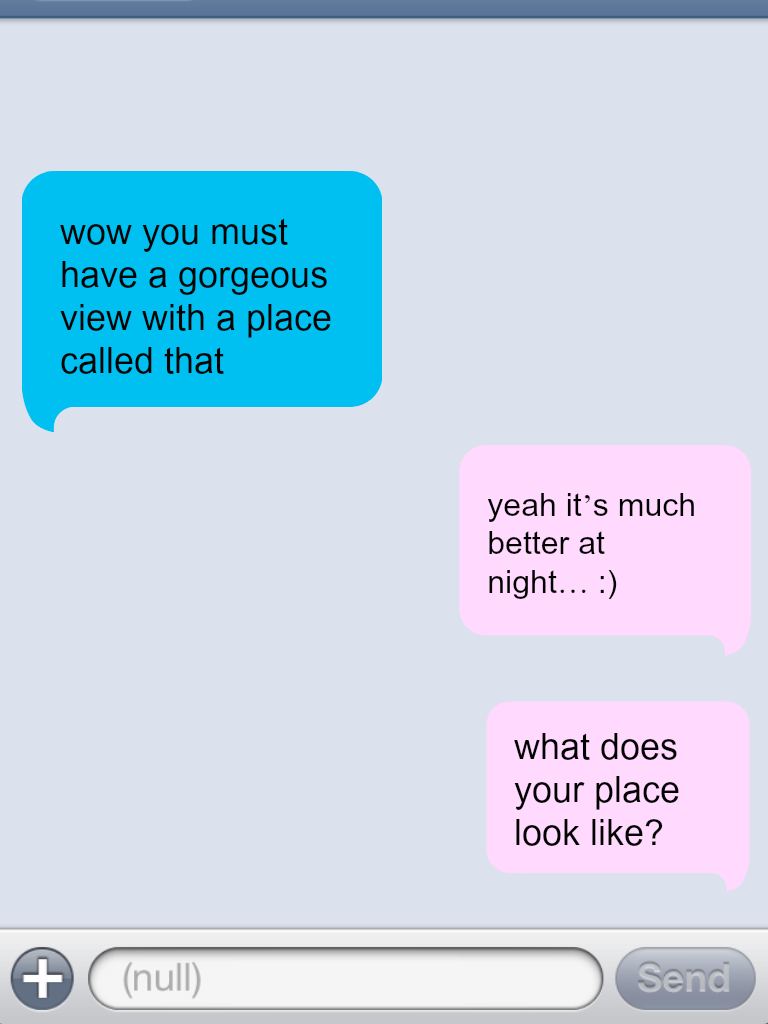 wow you must
have a gorgeous
view with a place
called that
yeah it’s much
better at
night… :)
what does
your place
look like?
(null)
Send